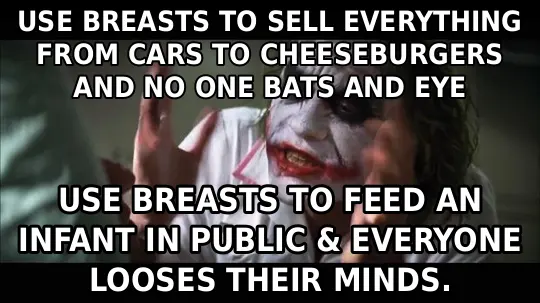 USE BREASTS TO SELL EVERYTHING
FROM CARS TO CHEESEBURGERS
AND NO ONE BATS AND EYE
USE BREASTS TO FEED AN
INFANT IN PUBLIC & EVERYONE
LOOSES THEIR MINDS.